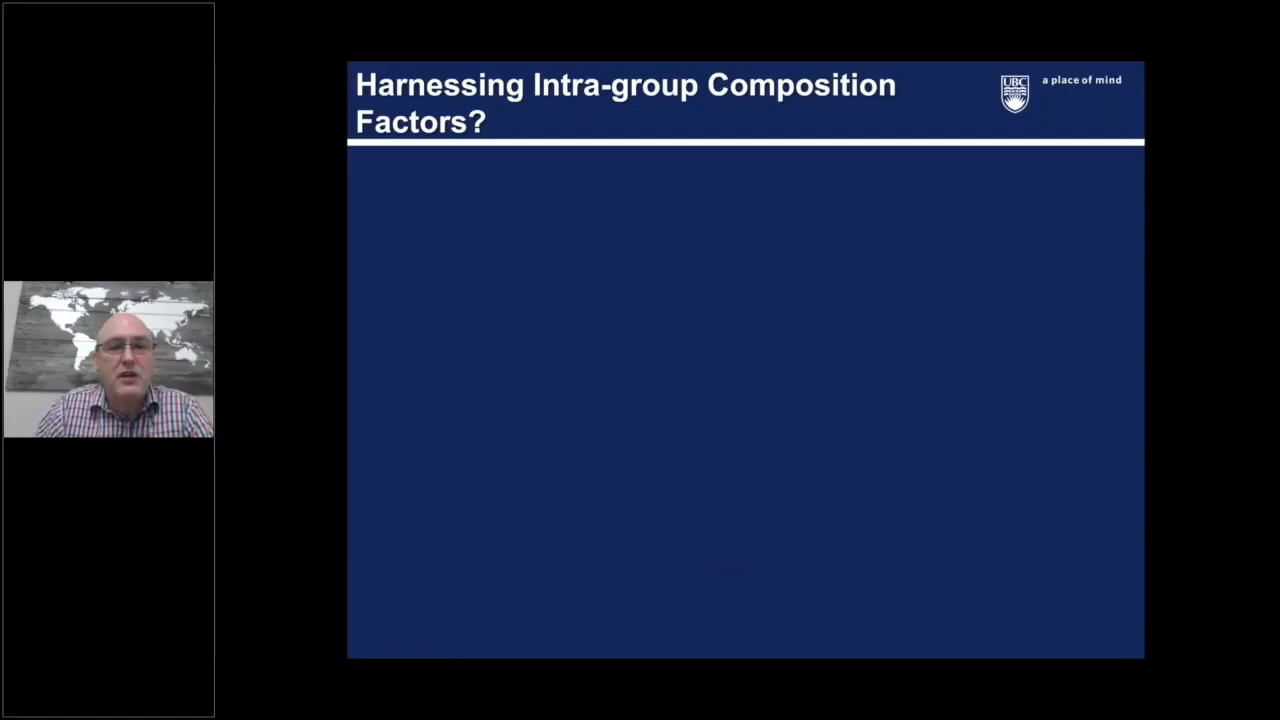 Harnessing Intra-group Composition
Factors?
UBC
a place of mind